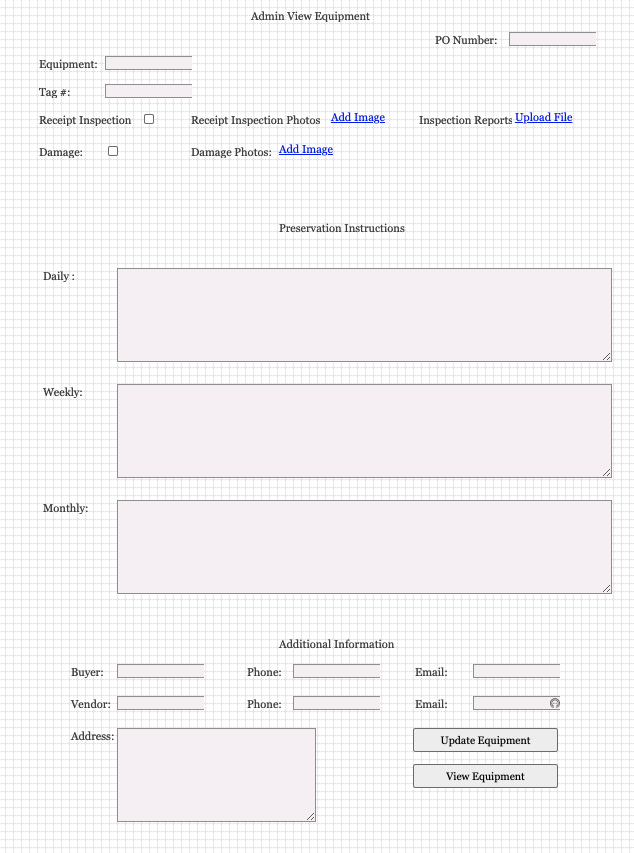 Admin View Equipment
PO Number:
Equipment:
Tag #:
Receipt Inspection Receipt Inspection Photos Add Image Inspection Reports Upload File
Damage: Damage Photos: Add Image
Preservation Instructions
Daily :
Weekly:
Monthly:
Additional Information
Buyer: Phone: Email:
Vendor: Phone: Email:
Address: Update Equipment
View Equipment